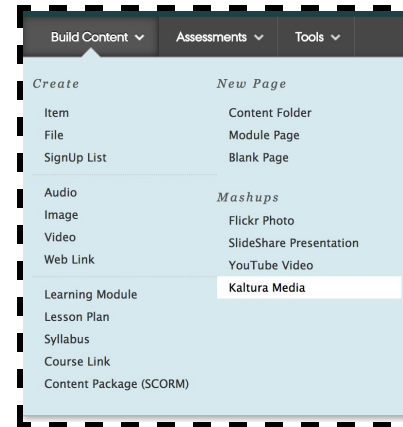 Build Content Assessments Tools
Create
Item
File
SignUp List
Audio
Image
Video
Web Link
Learning Module
Lesson Plan
Syllabus
Course Link
Content Package (SCORM)
New Page
Content Folder
Module Page
Blank Page
Mashups
Flickr Photo
SlideShare Presentation
YouTube Video
Kaltura Media